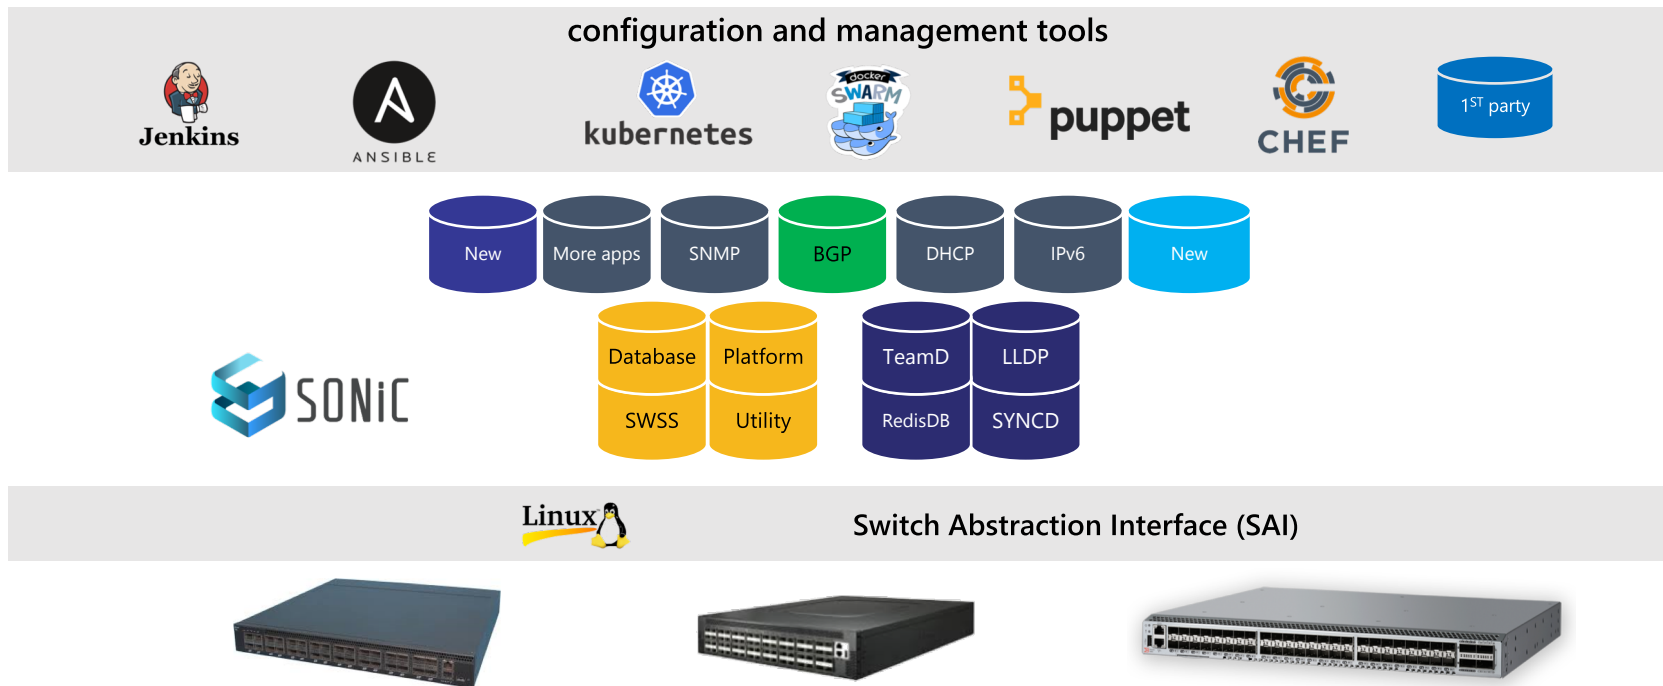 configuration and management tools
Jenkins
ANSIBLE
kubernetes
docker
SWARM
puppet
CHEF
1ST party
New
More apps
SNMP
BGP
DHCP
IPv6
New
Database
Platform
TeamD
LLDP
SWSS
Utility
RedisDB
SYNCD
SONiC
Linux
Switch Abstraction Interface (SAI)